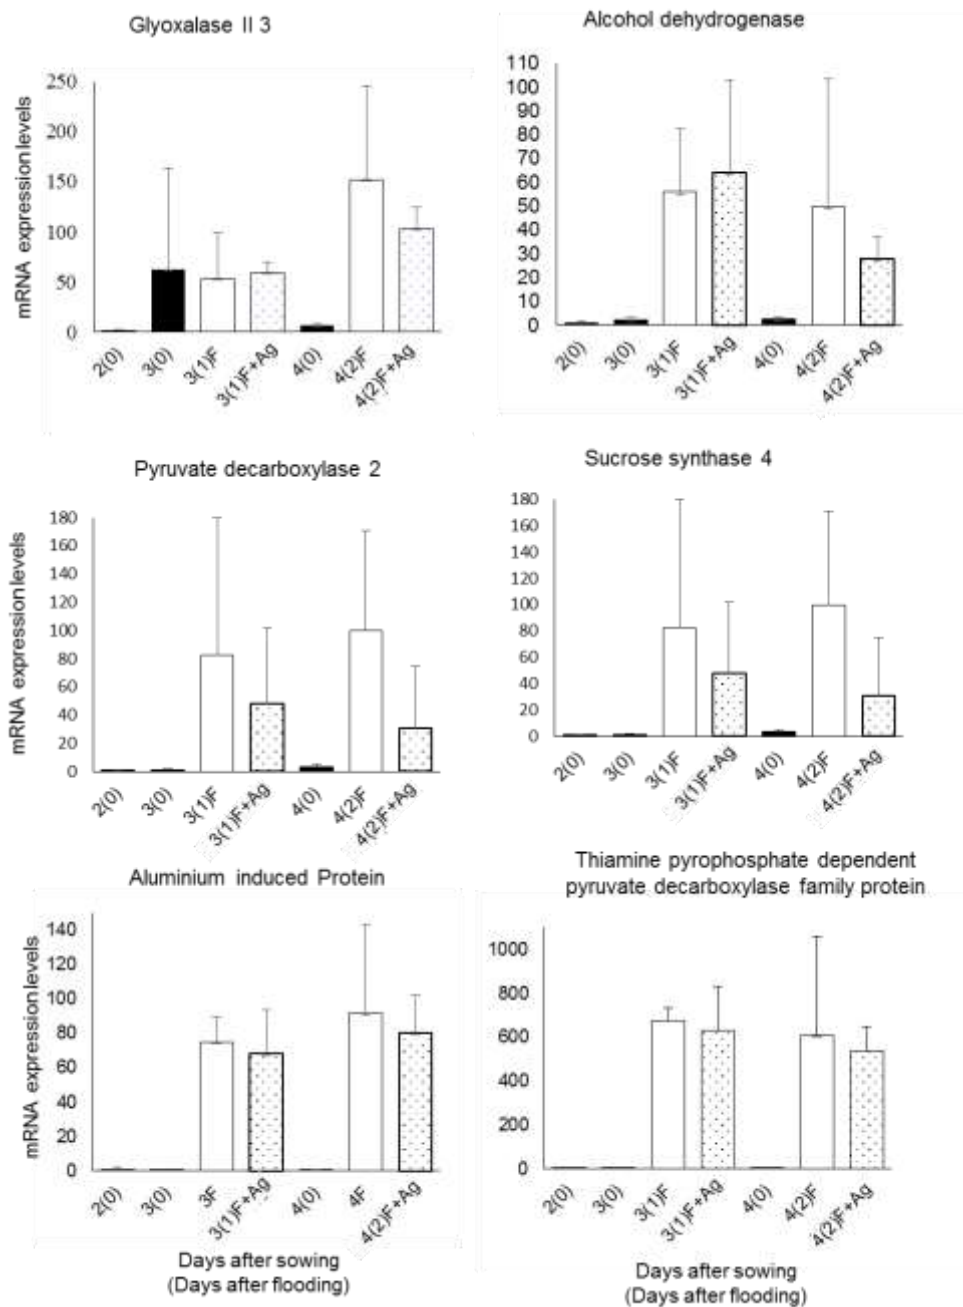 Glyoxalase II 3
mRNA expression levels
250
200
150
100
50
0
2(0)
3(0)
3(1)F
3(1)F+Ag
4(0)
4(2)F
4(2)F+Ag
Alcohol dehydrogenase
110
100
90
80
70
60
50
40
30
20
10
0
2(0)
3(0)
3(1)F
3(1)F+Ag
4(0)
4(2)F
4(2)F+Ag
Pyruvate decarboxylase 2
mRNA expression levels
180
160
140
120
100
80
60
40
20
0
2(0)
3(0)
3(1)F
3(1)F+Ag
4(0)
4(2)F
4(2)F+Ag
Sucrose synthase 4
180
160
140
120
100
80
60
40
20
0
2(0)
3(0)
3(1)F
3(1)F+Ag
4(0)
4(2)F
4(2)F+Ag
Aluminium induced Protein
mRNA expression levels
140
120
100
80
60
40
20
0
2(0)
3(0)
3F
3(1)F+Ag
4(0)
4F
4(2)F+Ag
Days after sowing
(Days after flooding)
Thiamine pyrophosphate dependent
pyruvate decarboxylase family protein
1000
800
600
400
200
0
2(0)
3(0)
3(1)F
3(1)F+Ag
4(0)
4(2)F
4(2)F+Ag
Days after sowing
(Days after flooding)